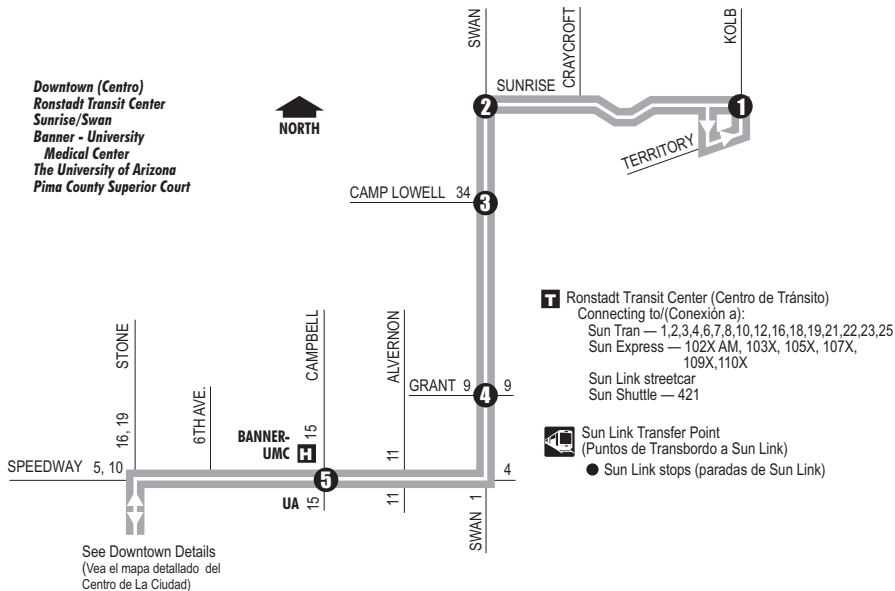 Downtown (Centro)
Ronstadt Transit Center
Sunrise/Swan
Banner - University
Medical Center
The University of Arizona
Pima County Superior Court
NORTH
SWAN
CRAYCROFT
KOLB
SUNRISE
2
1
TERRITORY
CAMP LOWELL 34
3
T Ronstadt Transit Center (Centro de Tránsito)
Connecting to/(Conexión a):
Sun Tran — 1,2,3,4,6,7,8,10,12,16,18,19,21,22,23,25
Sun Express — 102X AM, 103X, 105X, 107X,
109X,110X
Sun Link streetcar
Sun Shuttle — 421
Sun Link Transfer Point
(Puntos de Transbordo a Sun Link)
Sun Link stops (paradas de Sun Link)
GRANT 9
4
9
STONE
16, 19
6TH AVE.
CAMPBELL
15
ALVERNON
11
BANNER-
UMC H
SPEEDWAY 5, 10
5
4
UA
15
11
SWAN 1
See Downtown Details
(Vea el mapa detallado del
Centro de La Ciudad)